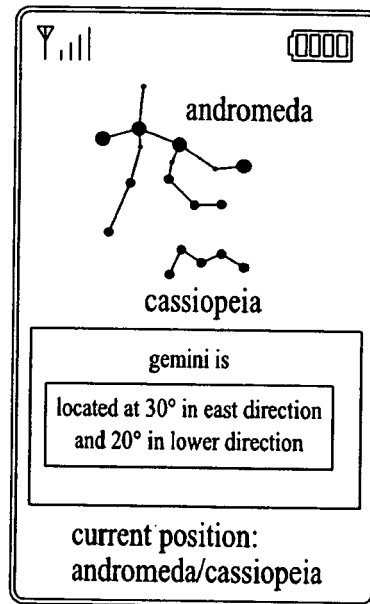 andromeda
cassiopeia
gemini is
located at 30° in east direction
and 20° in lower direction
current position:
andromeda/cassiopeia